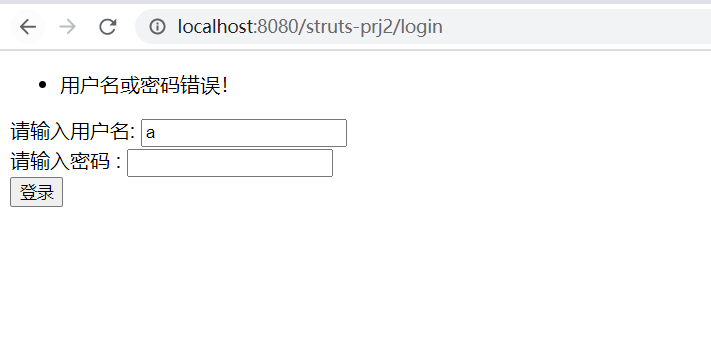 localhost:8080/struts-prj2/login
用户名或密码错误!
请输入用户名: a
请输入密码 :
登录